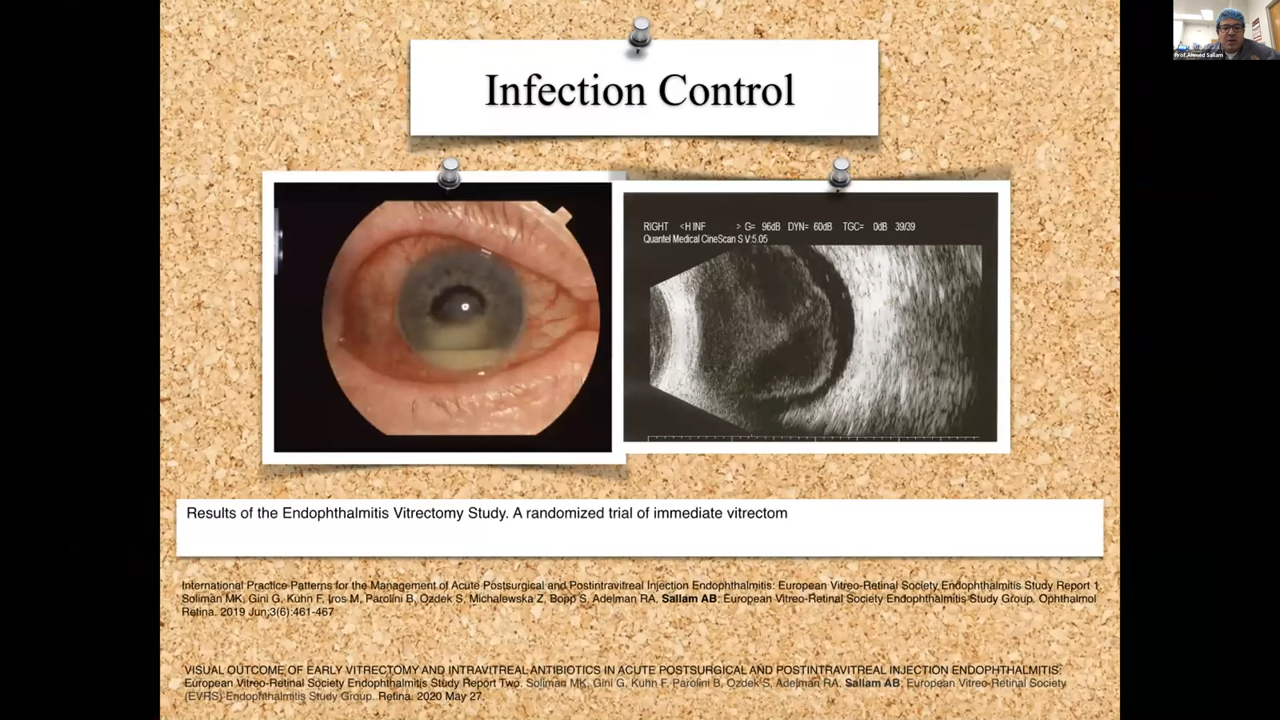 Infection Control
Prof.Ahmed Sallam
RIGHT <H INF > G= 96dB DYN= 60dB TGC= 0dB 39/39
Quantel Medical CineScan S V:5.05
Results of the Endophthalmitis Vitrectomy Study. A randomized trial of immediate vitrectom
International Practice Patterns for the Management of Acute Postsurgical and Postintravitreal Injection Endophthalmitis: European Vitreo-Retinal Society Endophthalmitis Study Report 1.
Soliman MK, Gini G, Kuhn F, Iros M, Parolini B, Ozdek S, Michalewska Z, Bopp S, Adelman RA, Sallam AB; European Vitreo-Retinal Society Endophthalmitis Study Group. Ophthalmol
Retina. 2019 Jun;3(6):461-467
VISUAL OUTCOME OF EARLY VITRECTOMY AND INTRAVITREAL ANTIBIOTICS IN ACUTE POSTSURGICAL AND POSTINTRAVITREAL INJECTION ENDOPHTHALMITIS:
European Vitreo-Retinal Society Endophthalmitis Study Report Two. Soliman MK, Gini G, Kuhn F, Parolini B, Ozdek S, Adelman RA, Sallam AB; European Vitreo-Retinal Society
(EVRS) Endophthalmitis Study Group. Retina. 2020 May 27.